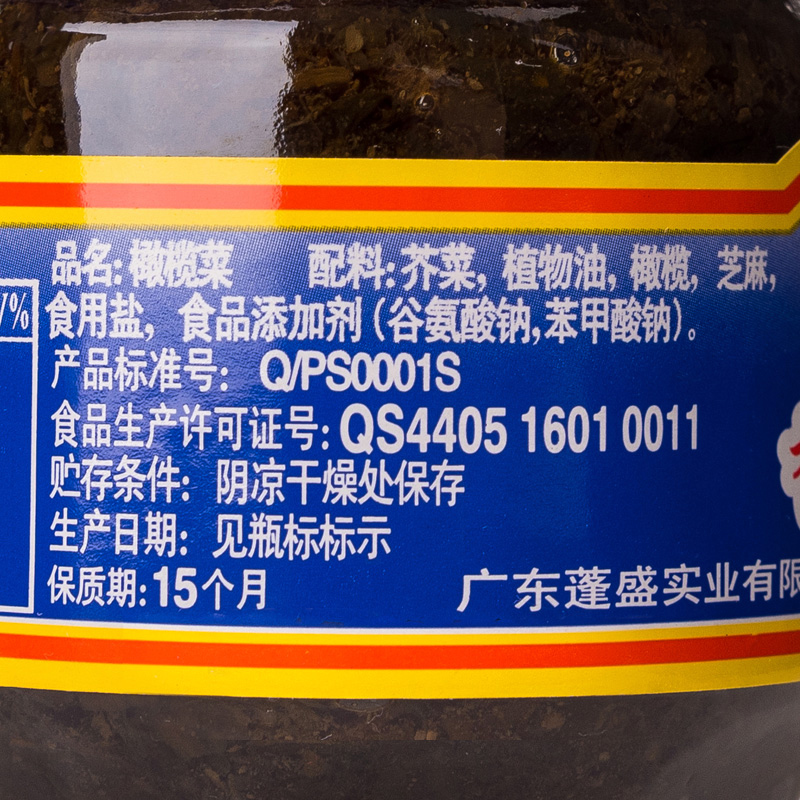 品名:橄榄菜 配料:芥菜,植物油,橄榄,芝麻,
/%
食用盐,食品添加剂(谷氨酸钠,苯甲酸钠)。
产品标准号: Q/PS0001S
食品生产许可证号:QS4405 1601 0011
贮存条件: 阴凉干燥处保存
生产日期: 见瓶标标示
保质期:15个月
广东蓬盛实业有限